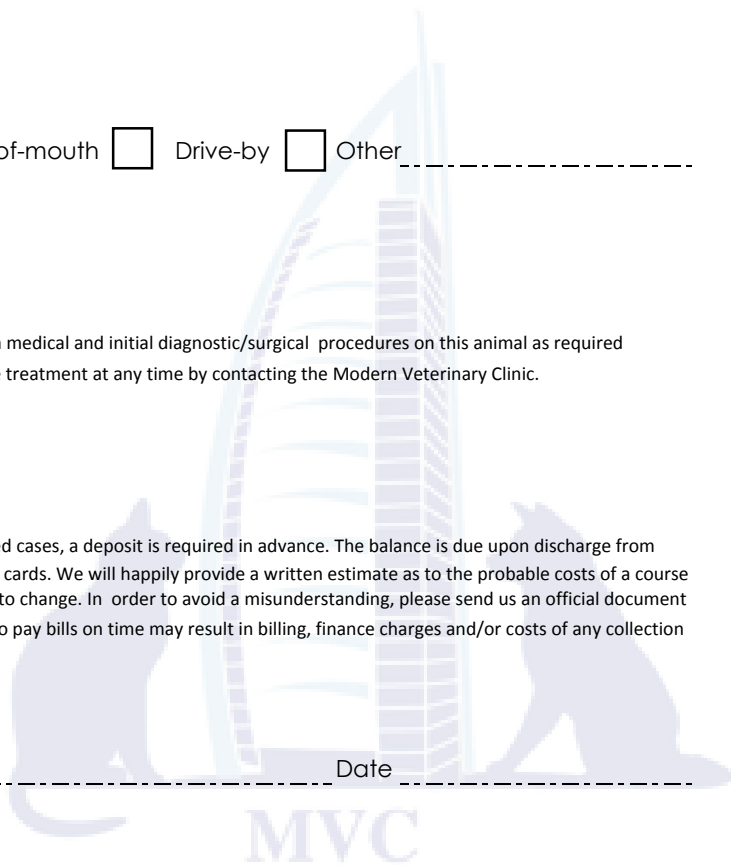 of-mouth Drive-by Other
medical and initial diagnostic/surgical procedures on this animal as required
treatment at any time by contacting the Modern Veterinary Clinic.
ed cases, a deposit is required in advance. The balance is due upon discharge from
cards. We will happily provide a written estimate as to the probable costs of a course
to change. In order to avoid a misunderstanding, please send us an official document
o pay bills on time may result in billing, finance charges and/or costs of any collection
Date
MVC